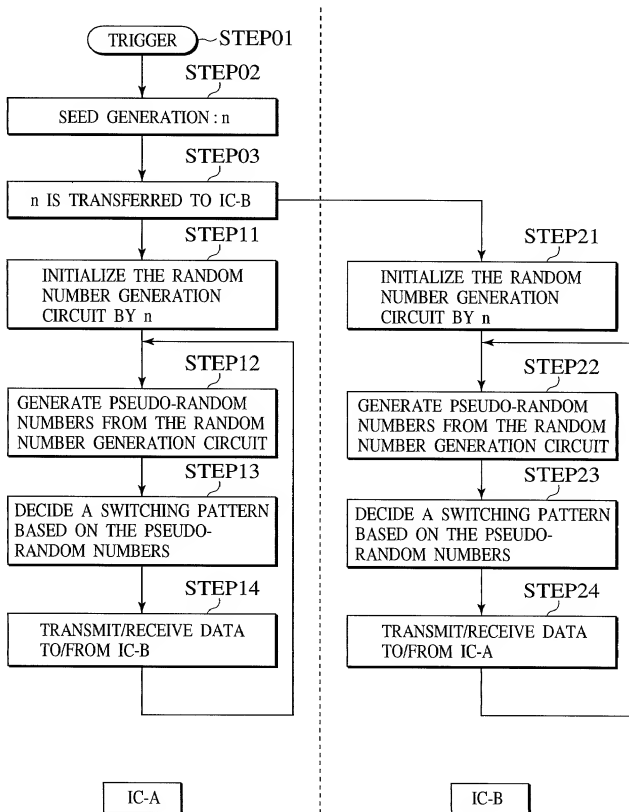 TRIGGER
STEP01
STEP02
SEED GENERATION : n
STEP03
n IS TRANSFERRED TO IC-B
STEP11
INITIALIZE THE RANDOM
NUMBER GENERATION
CIRCUIT BY n
STEP12
GENERATE PSEUDO-RANDOM
NUMBERS FROM THE RANDOM
NUMBER GENERATION CIRCUIT
STEP13
DECIDE A SWITCHING PATTERN
BASED ON THE PSEUDO-
RANDOM NUMBERS
STEP14
TRANSMIT/RECEIVE DATA
TO/FROM IC-B
IC-A
STEP21
INITIALIZE THE RANDOM
NUMBER GENERATION
CIRCUIT BY n
STEP22
GENERATE PSEUDO-RANDOM
NUMBERS FROM THE RANDOM
NUMBER GENERATION CIRCUIT
STEP23
DECIDE A SWITCHING PATTERN
BASED ON THE PSEUDO-
RANDOM NUMBERS
STEP24
TRANSMIT/RECEIVE DATA
TO/FROM IC-A
IC-B